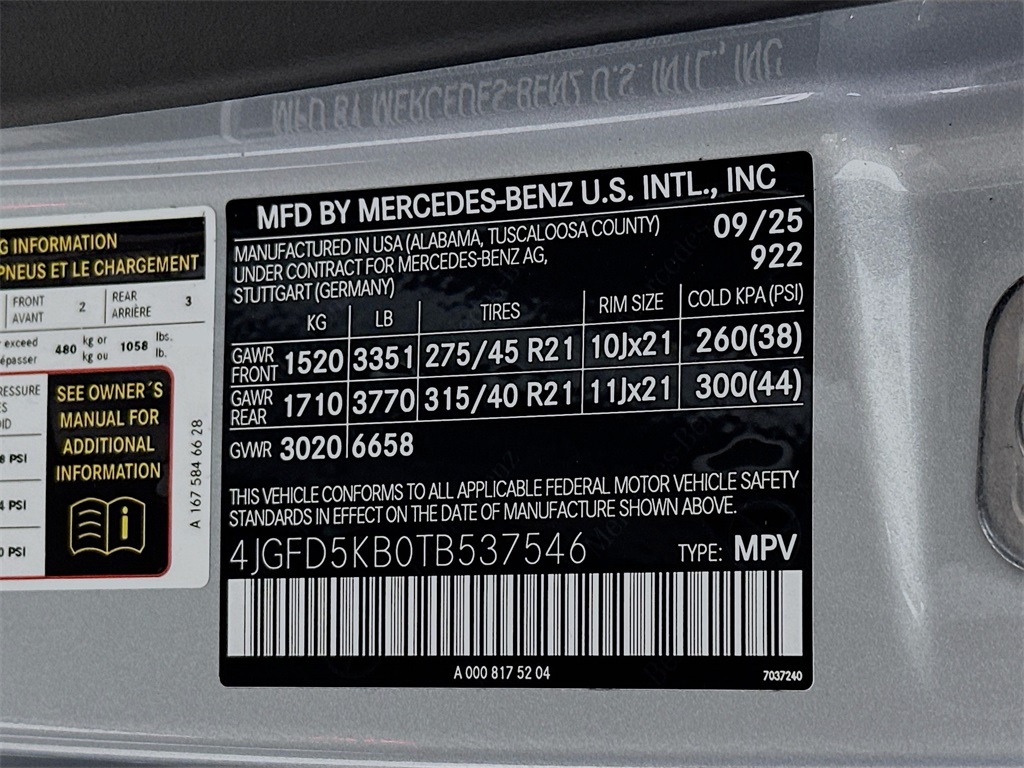 MFD BY MERCEDES-BENZ U.S. INTL., INC
MFD BY MERCEDES-BENZ U.S. INTL., INC
MANUFACTURED IN USA (ALABAMA, TUSCALOOSA COUNTY) 09/25
UNDER CONTRACT FOR MERCEDES-BENZ AG, 922
STUTTGART (GERMANY)
KG LB TIRES RIM SIZE COLD KPA (PSI)
GAWR FRONT 1520 3351 275/45 R21 10Jx21 260(38)
GAWR REAR 1710 3770 315/40 R21 11Jx21 300(44)
GVWR 3020 6658
THIS VEHICLE CONFORMS TO ALL APPLICABLE FEDERAL MOTOR VEHICLE SAFETY
STANDARDS IN EFFECT ON THE DATE OF MANUFACTURE SHOWN ABOVE.
4JGFD5KB0TB537546 TYPE: MPV
A 000 817 52 04 7037240
INFORMATION
PNEUS ET LE CHARGEMENT
FRONT AVANT 2 REAR ARRIÈRE 3
exceed 480 kg or 1058 lbs.
kg ou lb.
SEE OWNER´S
MANUAL FOR
ADDITIONAL
INFORMATION
PSI
PSI
PSI
A 167 584 66 28